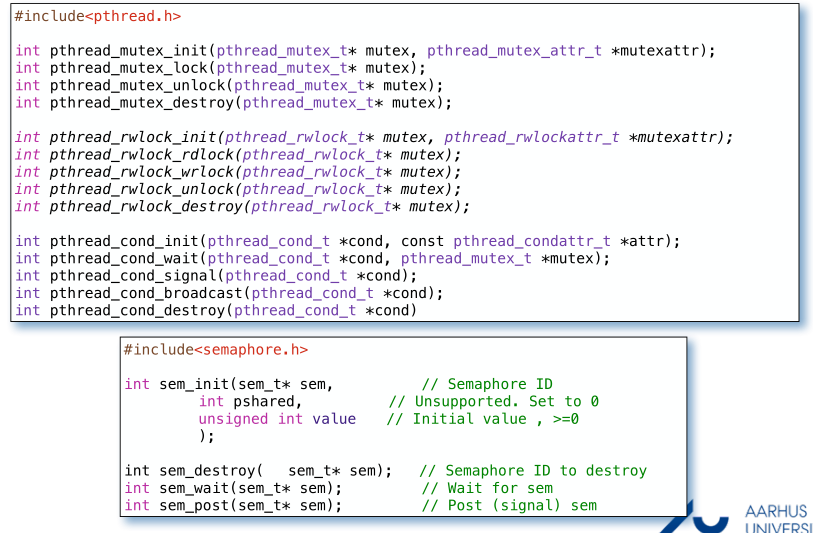 #include<pthread.h>
int pthread_mutex_init(pthread_mutex_t* mutex, pthread_mutex_attr_t *mutexattr);
int pthread_mutex_lock(pthread_mutex_t* mutex);
int pthread_mutex_unlock(pthread_mutex_t* mutex);
int pthread_mutex_destroy(pthread_mutex_t* mutex);
int pthread_rwlock_init(pthread_rwlock_t* mutex, pthread_rwlockattr_t *mutexattr);
int pthread_rwlock_rdlock(pthread_rwlock_t* mutex);
int pthread_rwlock_wrlock(pthread_rwlock_t* mutex);
int pthread_rwlock_unlock(pthread_rwlock_t* mutex);
int pthread_rwlock_destroy(pthread_rwlock_t* mutex);
int pthread_cond_init(pthread_cond_t *cond, const pthread_condattr_t *attr);
int pthread_cond_wait(pthread_cond_t *cond, pthread_mutex_t *mutex);
int pthread_cond_signal(pthread_cond_t *cond);
int pthread_cond_broadcast(pthread_cond_t *cond);
int pthread_cond_destroy(pthread_cond_t *cond)
#include<semaphore.h>
int sem_init(sem_t* sem, // Semaphore ID
int pshared, // Unsupported. Set to 0
unsigned int value // Initial value , >=0
);
int sem_destroy( sem_t* sem); // Semaphore ID to destroy
int sem_wait(sem_t* sem); // Wait for sem
int sem_post(sem_t* sem); // Post (signal) sem
AARHUS
UNIVERSI